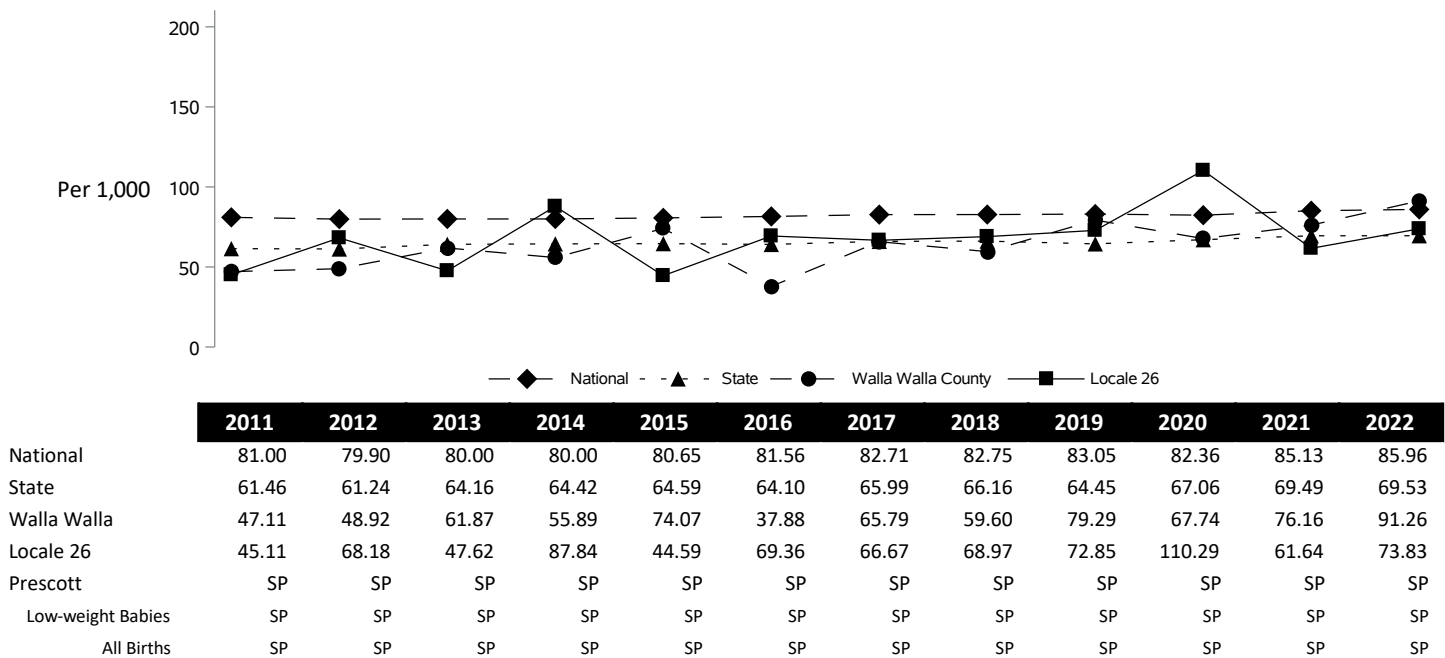 200
150
Per 1,000 100
50
0
National State Walla Walla County Locale 26
2011 2012 2013 2014 2015 2016 2017 2018 2019 2020 2021 2022
National 81.00 79.90 80.00 80.00 80.65 81.56 82.71 82.75 83.05 82.36 85.13 85.96
State 61.46 61.24 64.16 64.42 64.59 64.10 65.99 66.16 64.45 67.06 69.49 69.53
Walla Walla 47.11 48.92 61.87 55.89 74.07 37.88 65.79 59.60 79.29 67.74 76.16 91.26
Locale 26 45.11 68.18 47.62 87.84 44.59 69.36 66.67 68.97 72.85 110.29 61.64 73.83
Prescott SP SP SP SP SP SP SP SP SP SP SP SP
Low-weight Babies SP SP SP SP SP SP SP SP SP SP SP SP
All Births SP SP SP SP SP SP SP SP SP SP SP SP